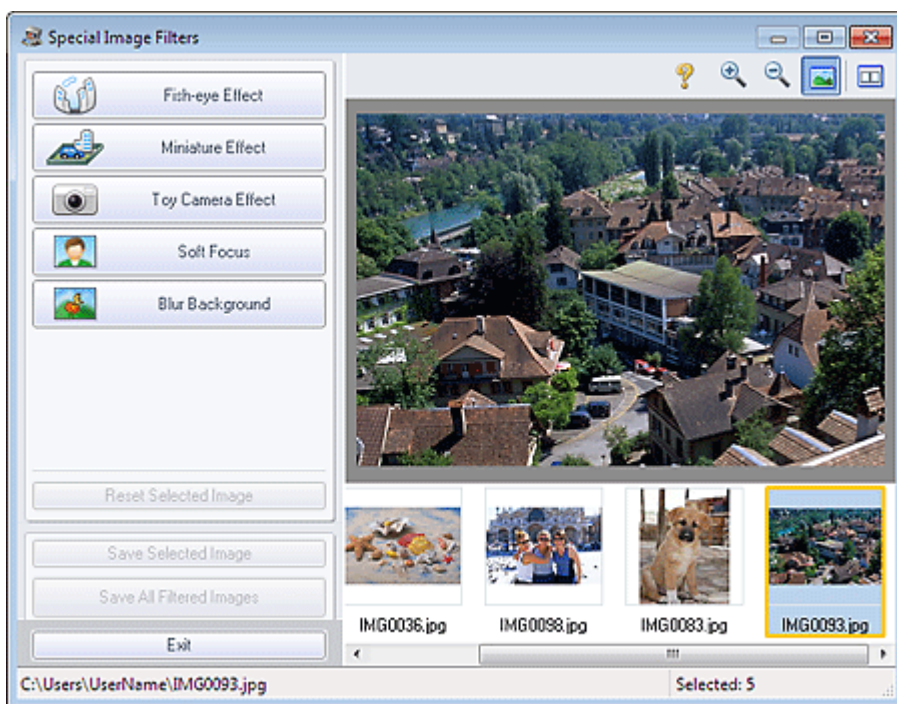 Special Image Filters
Fish-eye Effect
Miniature Effect
Toy Camera Effect
Soft Focus
Blur Background
Reset Selected Image
Save Selected Image
Save All Filtered Images
Exit
IMG0036.jpg
IMG0098.jpg
IMG0083.jpg
IMG0093.jpg
C:\Users\UserName\IMG0093.jpg
Selected: 5